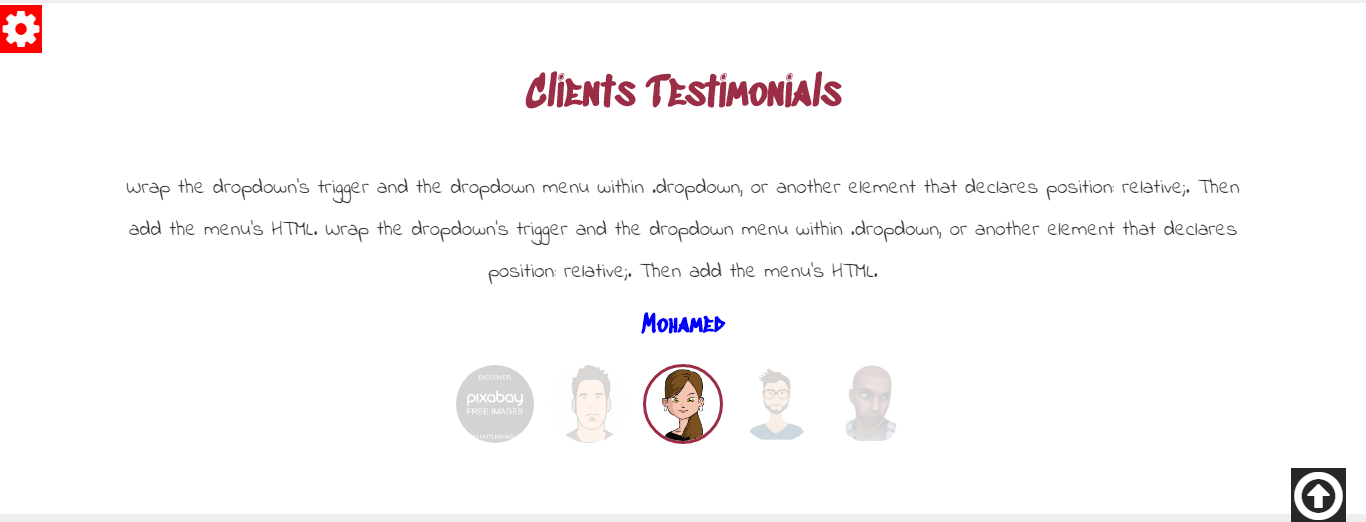 Clients Testimonials
Wrap the dropdown's trigger and the dropdown menu within .dropdown, or another element that declares position: relative;. Then
add the menu's HTML. Wrap the dropdown's trigger and the dropdown menu within .dropdown, or another element that declares
position: relative;. Then add the menu's HTML.
Mohamed
DISCOVER
pixabay
FREE IMAGES
HOTLINKING